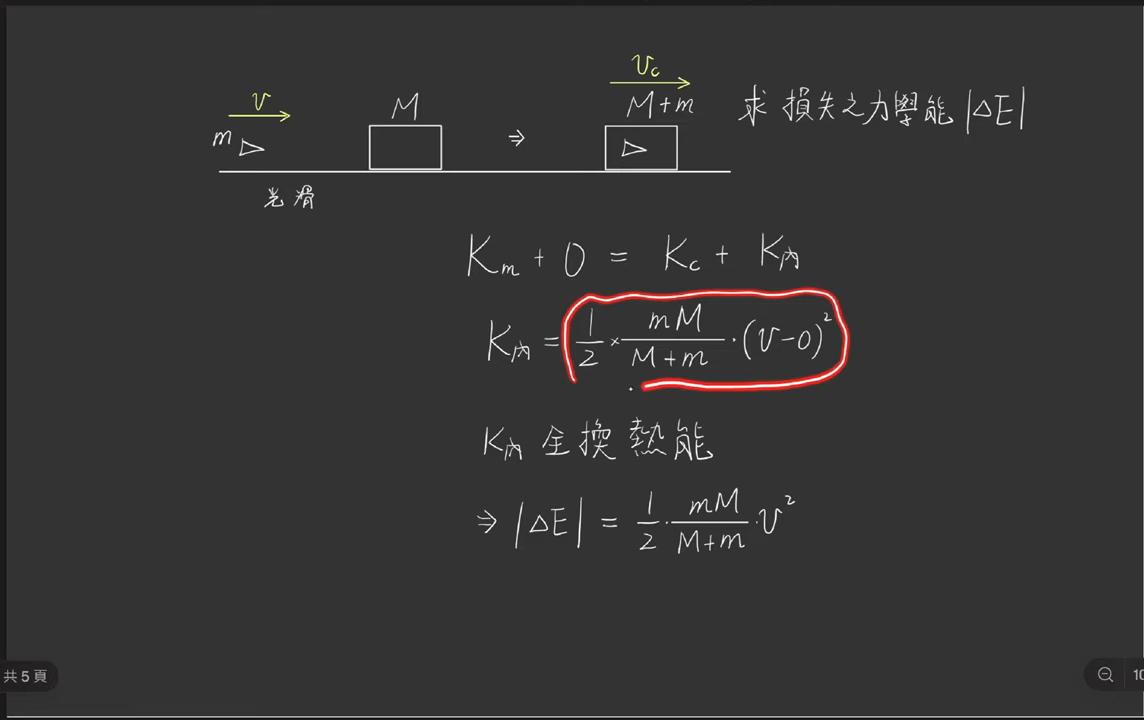 v
m
M
⇒
v_c
M+m
求損失之力學能 |ΔE|
光滑
K_m + 0 = K_c + K_內
K_內 = 1/2 × mM/(M+m) · (v-0)²
K_內 全換熱能
⇒ |ΔE| = 1/2 · mM/(M+m) · v²
共 5 頁
10